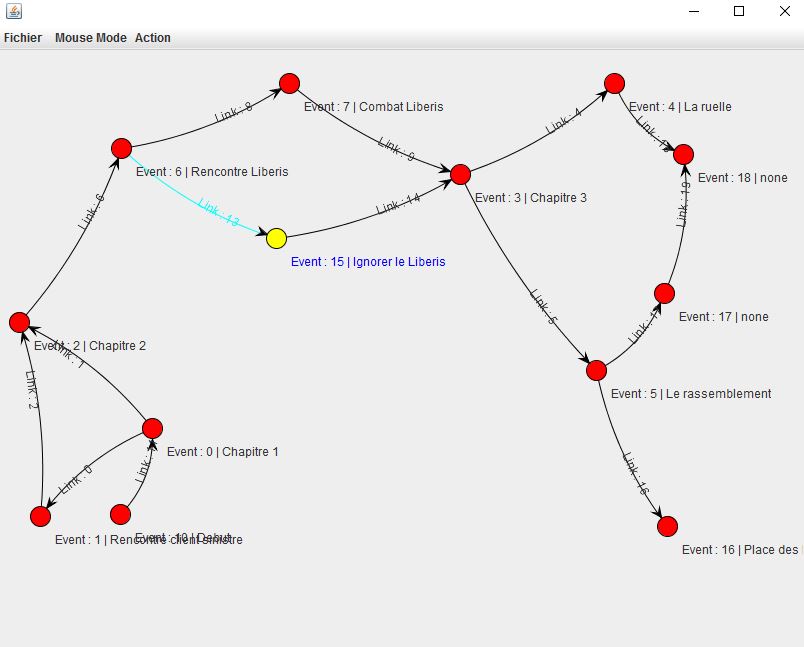 Fichier Mouse Mode Action
Event : 7 | Combat Liberis
Event : 4 | La ruelle
Link : 8
Link : 9
Link : 4
Event : 6 | Rencontre Liberis
Event : 18 | none
Event : 3 | Chapitre 3
Link : 6
Link : 13
Link : 14
Link : 19
Event : 15 | Ignorer le Liberis
Link : 5
Event : 17 | none
Event : 2 | Chapitre 2
Link : 1
Link : 2
Event : 5 | Le rassemblement
Event : 0 | Chapitre 1
Link : 0
Link :
Link : 16
Event : 1 | Rencontre client sinistre
Event : 10 | Debut
Event : 16 | Place des